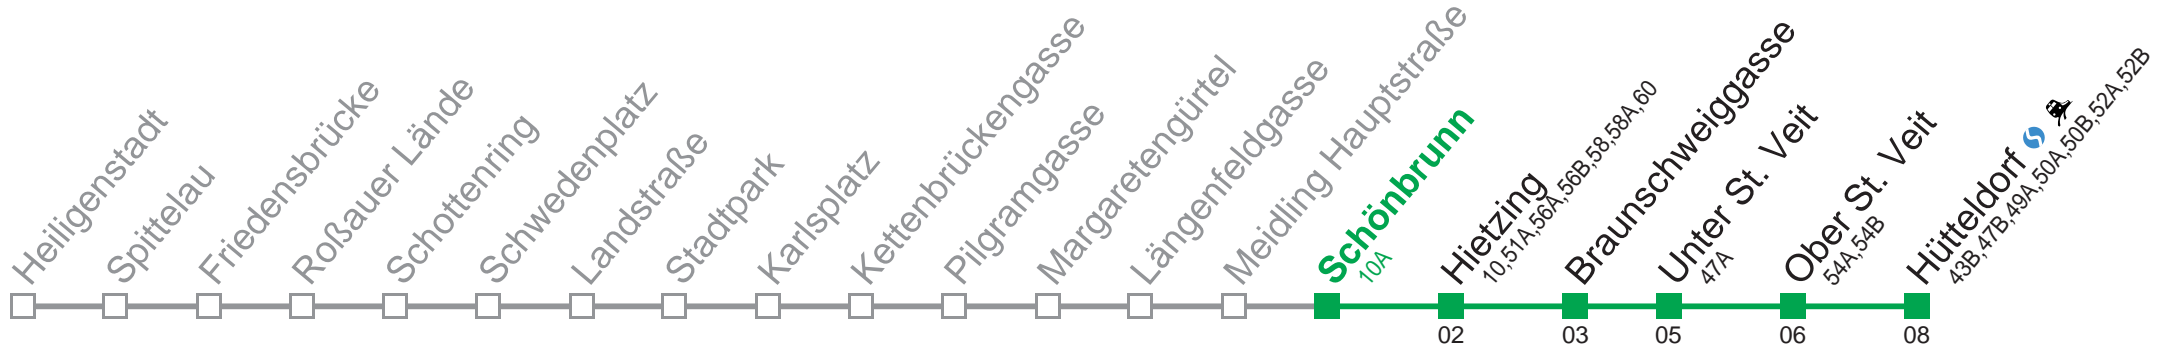 Heiligenstadt
Spittelau
Friedensbrücke
Roßauer Lände
Schottenring
Schwedenplatz
Landstraße
Stadtpark
Karlsplatz
Kettenbrückengasse
Pilgramgasse
Margaretengürtel
Längenfeldgasse
Meidling Hauptstraße
Schönbrunn
10A
Hietzing
10,51A,56A,56B,58,58A,60
Braunschweiggasse
Unter St. Veit
47A
Ober St. Veit
54A,54B
Hütteldorf
43B,47B,49A,50A,50B,52A,52B
02
03
05
06
08